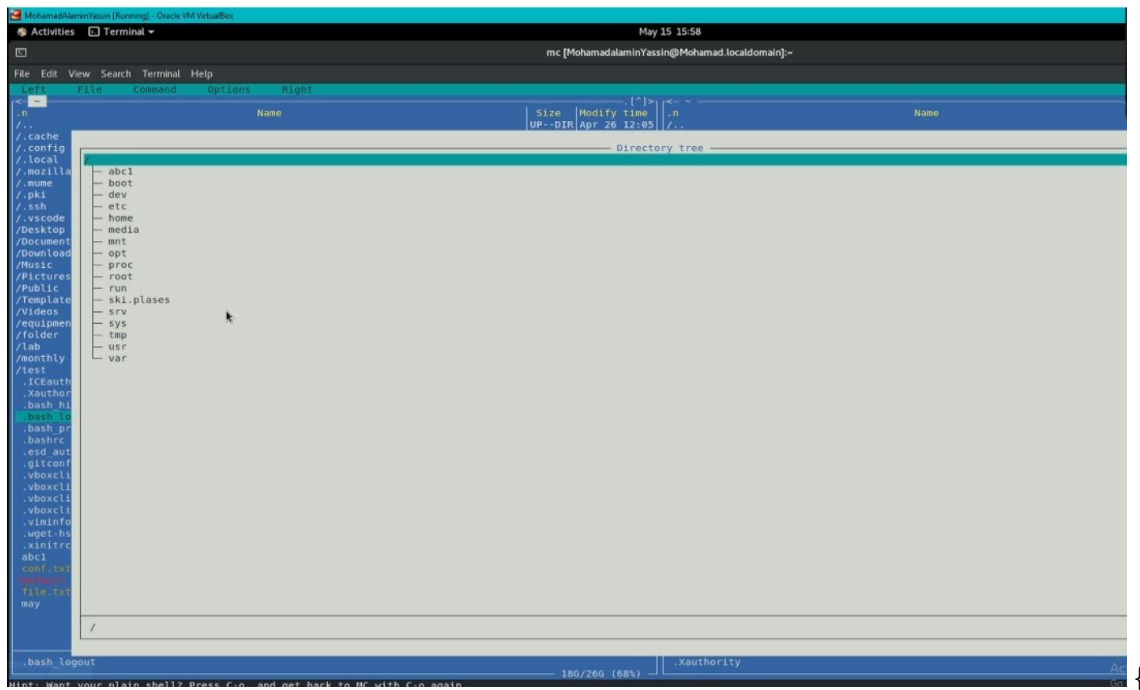 MohamadAlaminYassin [Running] - Oracle VM VirtualBox
Activities Terminal May 15 15:58
mc [MohamadalaminYassin@Mohamad.localdomain]:~
File Edit View Search Terminal Help
Left File Command Options Right
<- ~ .[^]> <- ~
.n Name Size Modify time .n Name
/.. UP--DIR Apr 26 12:05 /..
/.cache
/.config
/.local
/.mozilla
/.mume
/.pki
/.ssh
/.vscode
/Desktop
/Document
/Download
/Music
/Pictures
/Public
/Template
/Videos
/equipmen
/folder
/lab
/monthly
/test
.ICEauth
.Xauthor
.bash_hi
.bash_lo
.bash_pr
.bashrc
.esd_aut
.gitconf
.vboxcli
.vboxcli
.vboxcli
.vboxcli
.viminfo
.wget-hs
.xinitrc
abc1
conf.txt
file.txt
may
Directory tree
/
abc1
boot
dev
etc
home
media
mnt
opt
proc
root
run
ski.plases
srv
sys
tmp
usr
var
/
.bash_logout .Xauthority
18G/26G (68%)
Hint: Want your plain shell? Press C-o, and get back to MC with C-o again.